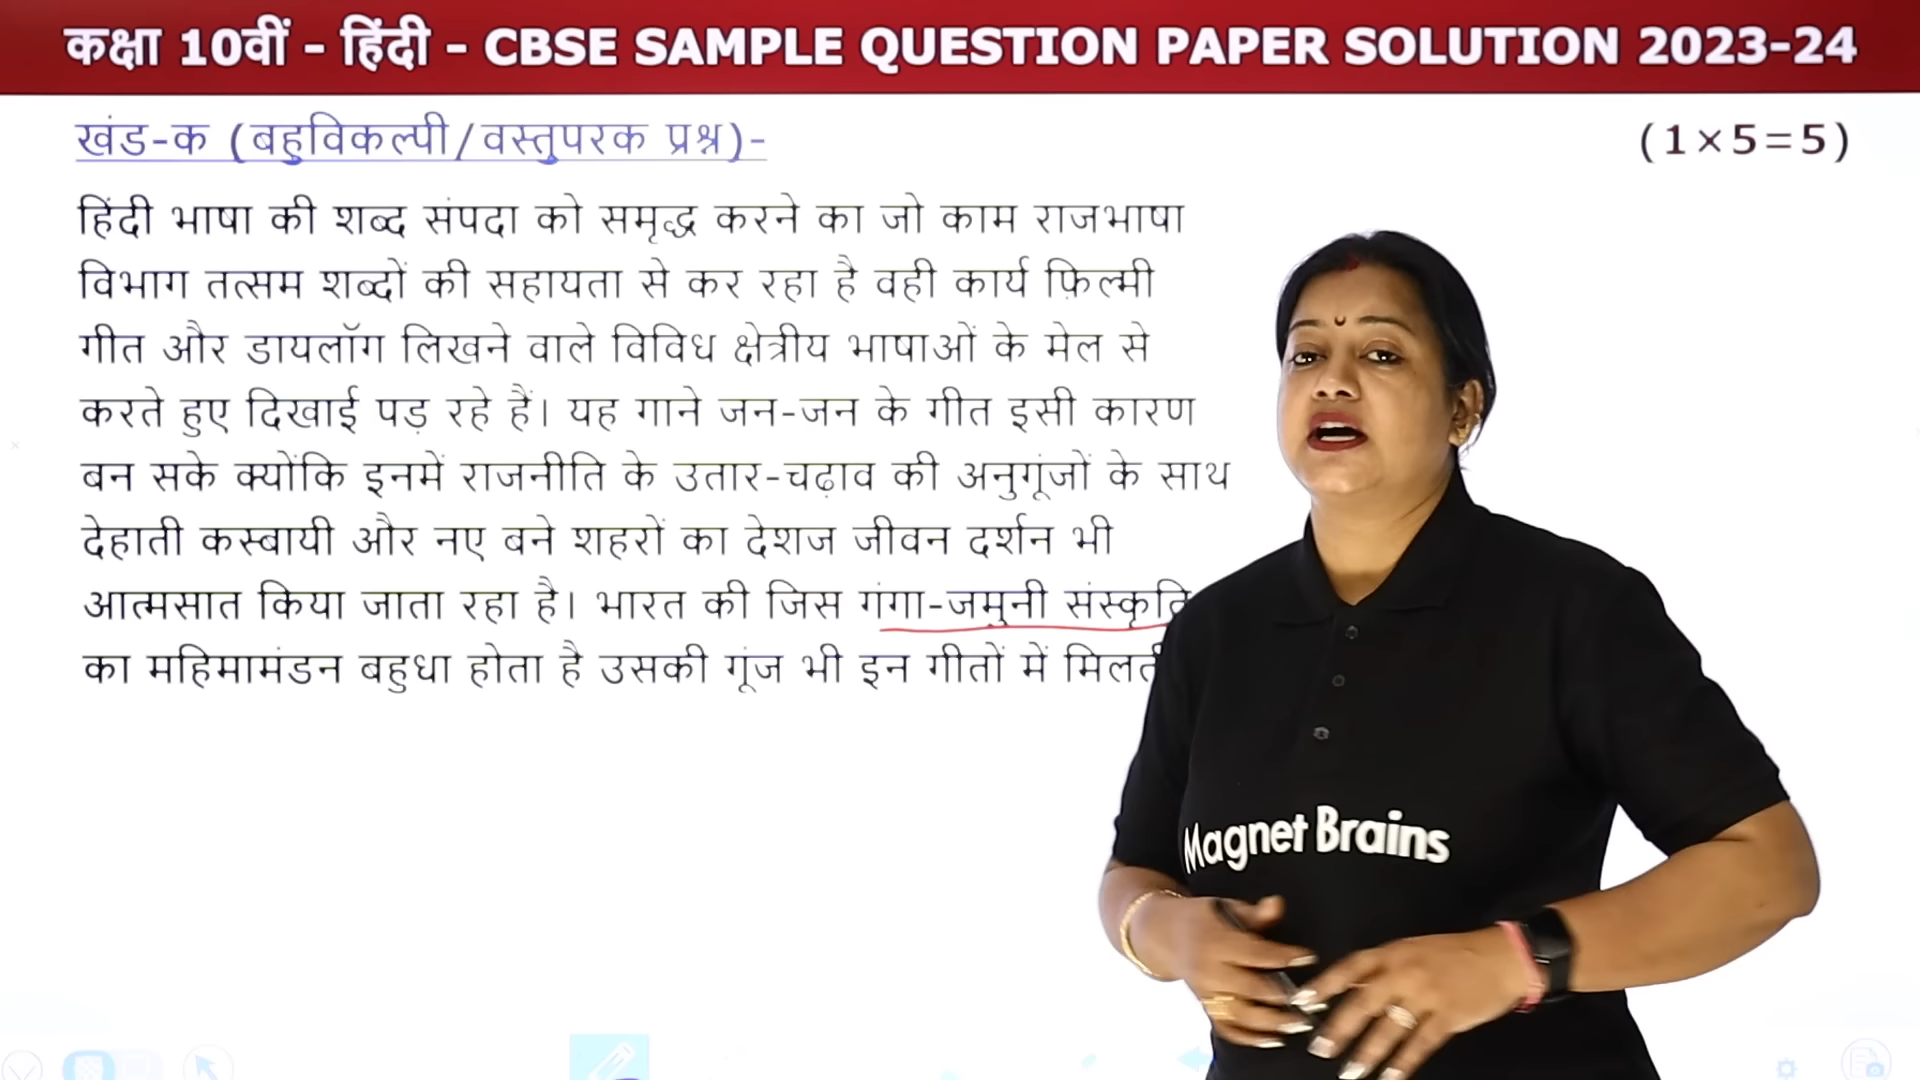 कक्षा 10वीं - हिंदी - CBSE SAMPLE QUESTION PAPER SOLUTION 2023-24
खंड-क (बहुविकल्पी/वस्तुपरक प्रश्न)-
(1×5=5)
हिंदी भाषा की शब्द संपदा को समृद्ध करने का जो काम राजभाषा
विभाग तत्सम शब्दों की सहायता से कर रहा है वही कार्य फ़िल्मी
गीत और डायलॉग लिखने वाले विविध क्षेत्रीय भाषाओं के मेल से
करते हुए दिखाई पड़ रहे हैं। यह गाने जन-जन के गीत इसी कारण
बन सके क्योंकि इनमें राजनीति के उतार-चढ़ाव की अनुगूंजों के साथ
देहाती कस्बायी और नए बने शहरों का देशज जीवन दर्शन भी
आत्मसात किया जाता रहा है। भारत की जिस गंगा-जमुनी संस्कृति
का महिमामंडन बहुधा होता है उसकी गूंज भी इन गीतों में
Magnet Brains